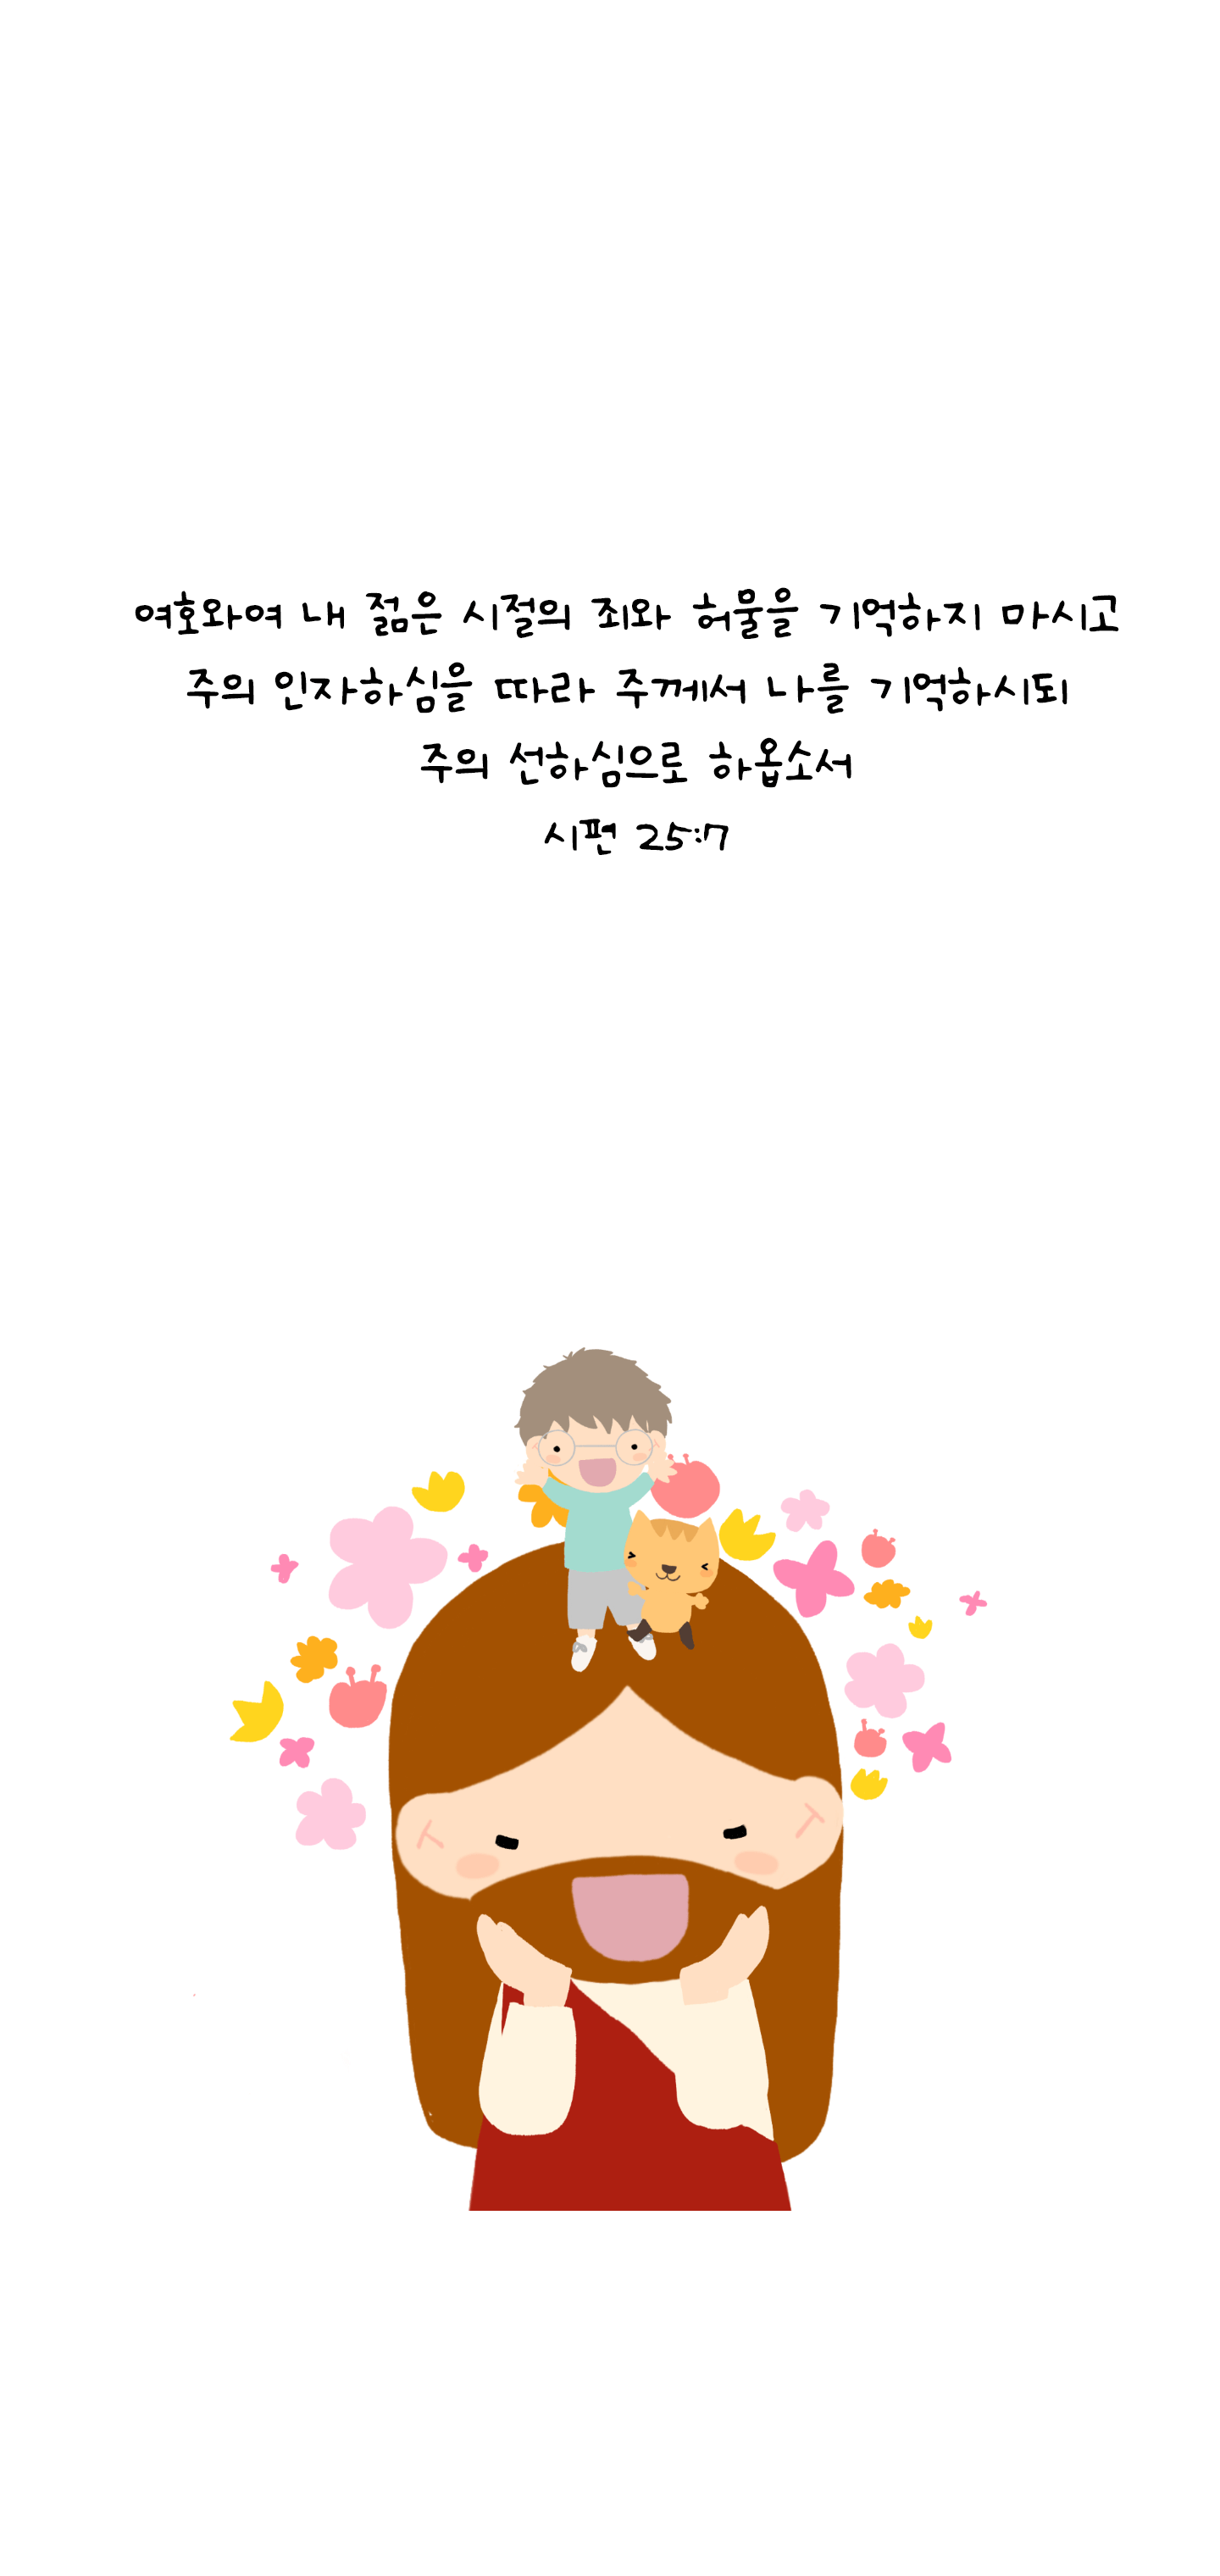 여호와여 내 젊은 시절의 죄와 허물을 기억하지 마시고
주의 인자하심을 따라 주께서 나를 기억하시되
주의 선하심으로 하옵소서
시편 25:7